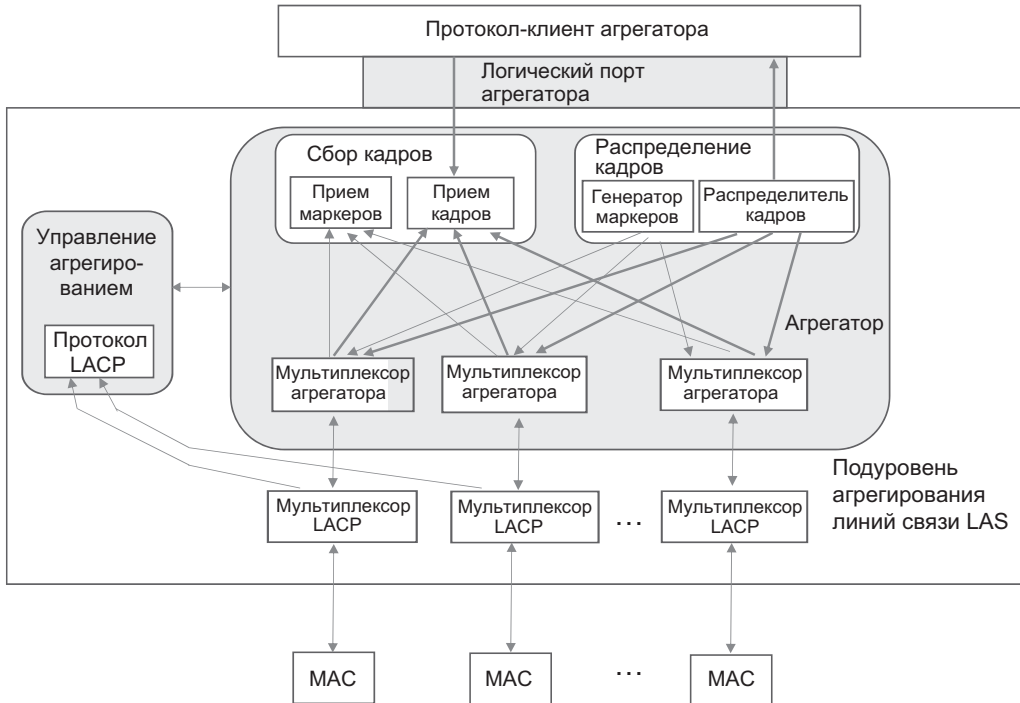 Протокол-клиент агрегатора
Логический порт
агрегатора
Сбор кадров
Распределение
кадров
Прием
маркеров
Прием
кадров
Генератор
маркеров
Распределитель
кадров
Управление
агрегиро-
ванием
Протокол
LACP
Агрегатор
Мультиплексор
агрегатора
Мультиплексор
агрегатора
Мультиплексор
агрегатора
Подуровень
агрегирования
линий связи LAS
Мультиплексор
LACP
Мультиплексор
LACP
...
Мультиплексор
LACP
MAC
MAC
...
MAC